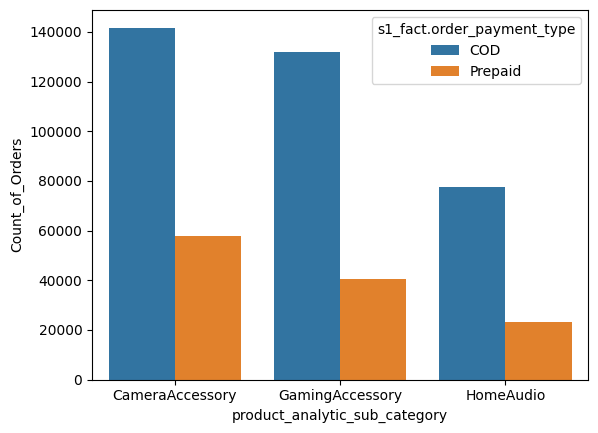 s1_fact.order_payment_type
COD
Prepaid
Count_of_Orders
140000
120000
100000
80000
60000
40000
20000
0
CameraAccessory GamingAccessory HomeAudio
product_analytic_sub_category